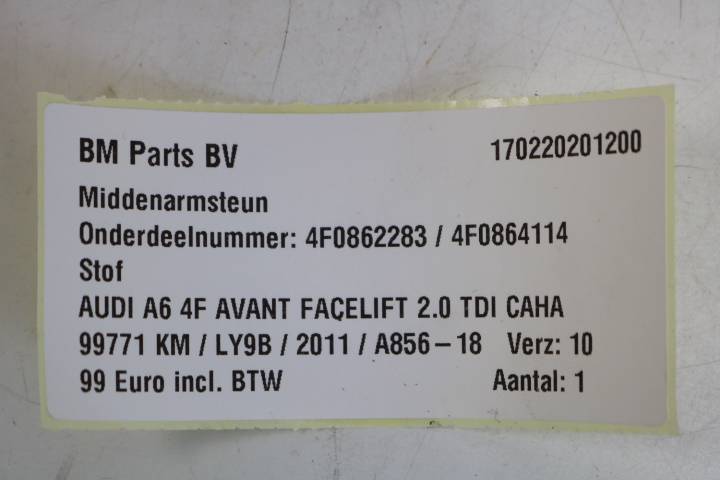 BM Parts BV 170220201200
Middenarmsteun
Onderdeelnummer: 4F0862283 / 4F0864114
Stof
AUDI A6 4F AVANT FAÇELIFT 2.0 TDI CAHA
99771 KM / LY9B / 2011 / A856-18 Verz: 10
99 Euro incl. BTW Aantal: 1